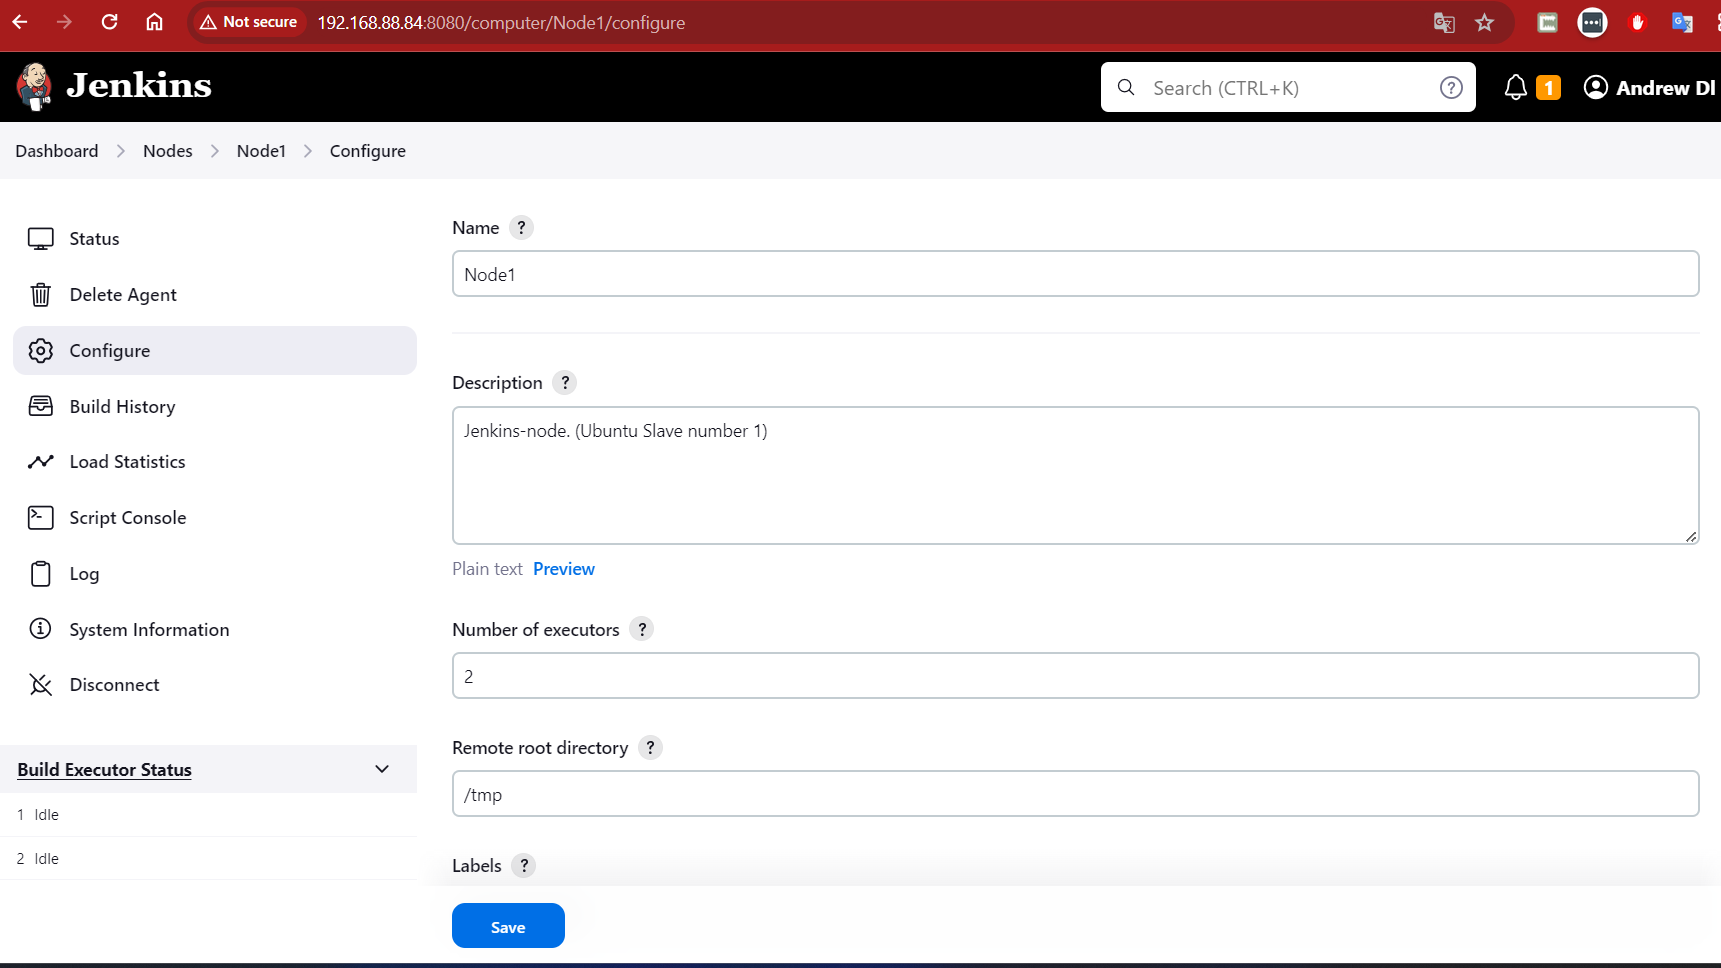 Not secure 192.168.88.84:8080/computer/Node1/configure
Jenkins
Search (CTRL+K) ?
1 Andrew Dl
Dashboard Nodes Node1 Configure
Status
Delete Agent
Configure
Build History
Load Statistics
Script Console
Log
System Information
Disconnect
Build Executor Status
1 Idle
2 Idle
Name ?
Node1
Description ?
Jenkins-node. (Ubuntu Slave number 1)
Plain text Preview
Number of executors ?
2
Remote root directory ?
/tmp
Labels ?
Save